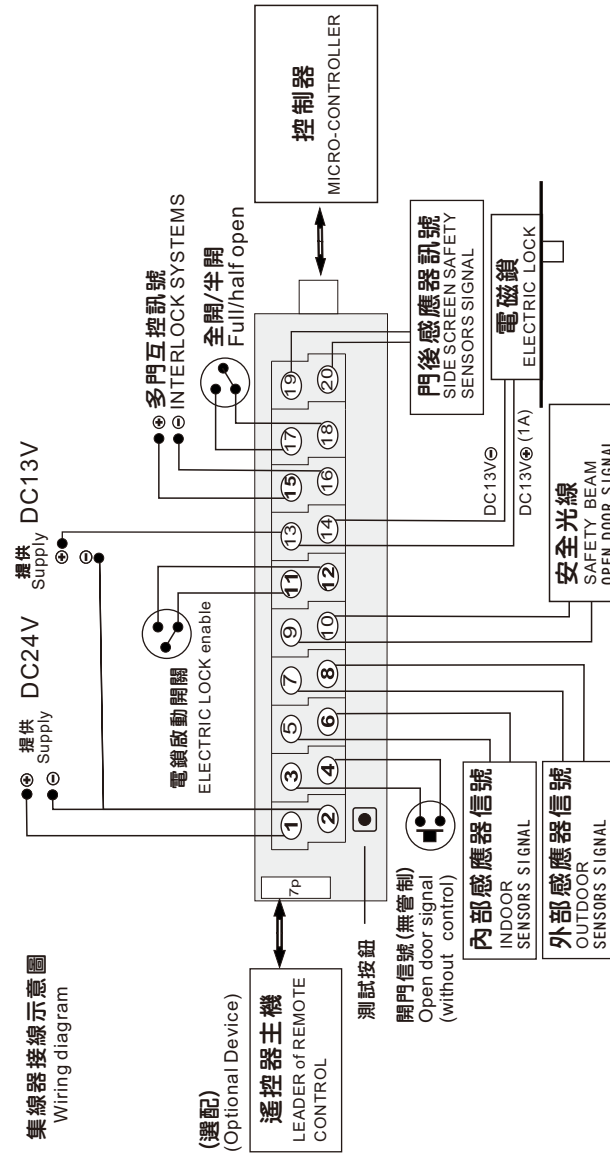 集線器接線示意圖
Wiring diagram
提供 DC24V
Supply
⊕
⊖
提供 DC13V
Supply
⊕
⊖
電鎖啟動開關
ELECTRIC LOCK enable
⊕ 多門互控訊號
⊖ INTERLOCK SYSTEMS
全開/半開
Full/half open
控制器
MICRO-CONTROLLER
(選配)
(Optional Device)
遙控器主機
LEADER of REMOTE
CONTROL
7p
1 3 5 7 9 11 13 15 17 19
2 4 6 8 10 12 14 16 18 20
測試按鈕
開門信號(無管制)
Open door signal
(without control)
內部感應器信號
INDOOR
SENSORS SIGNAL
外部感應器信號
OUTDOOR
SENSORS SIGNAL
安全光線
SAFETY BEAM
OPEN DOOR SIGNAL
DC13V⊖
DC13V⊕ (1A)
門後感應器訊號
SIDE SCREEN SAFETY
SENSORS SIGNAL
電磁鎖
ELECTRIC LOCK